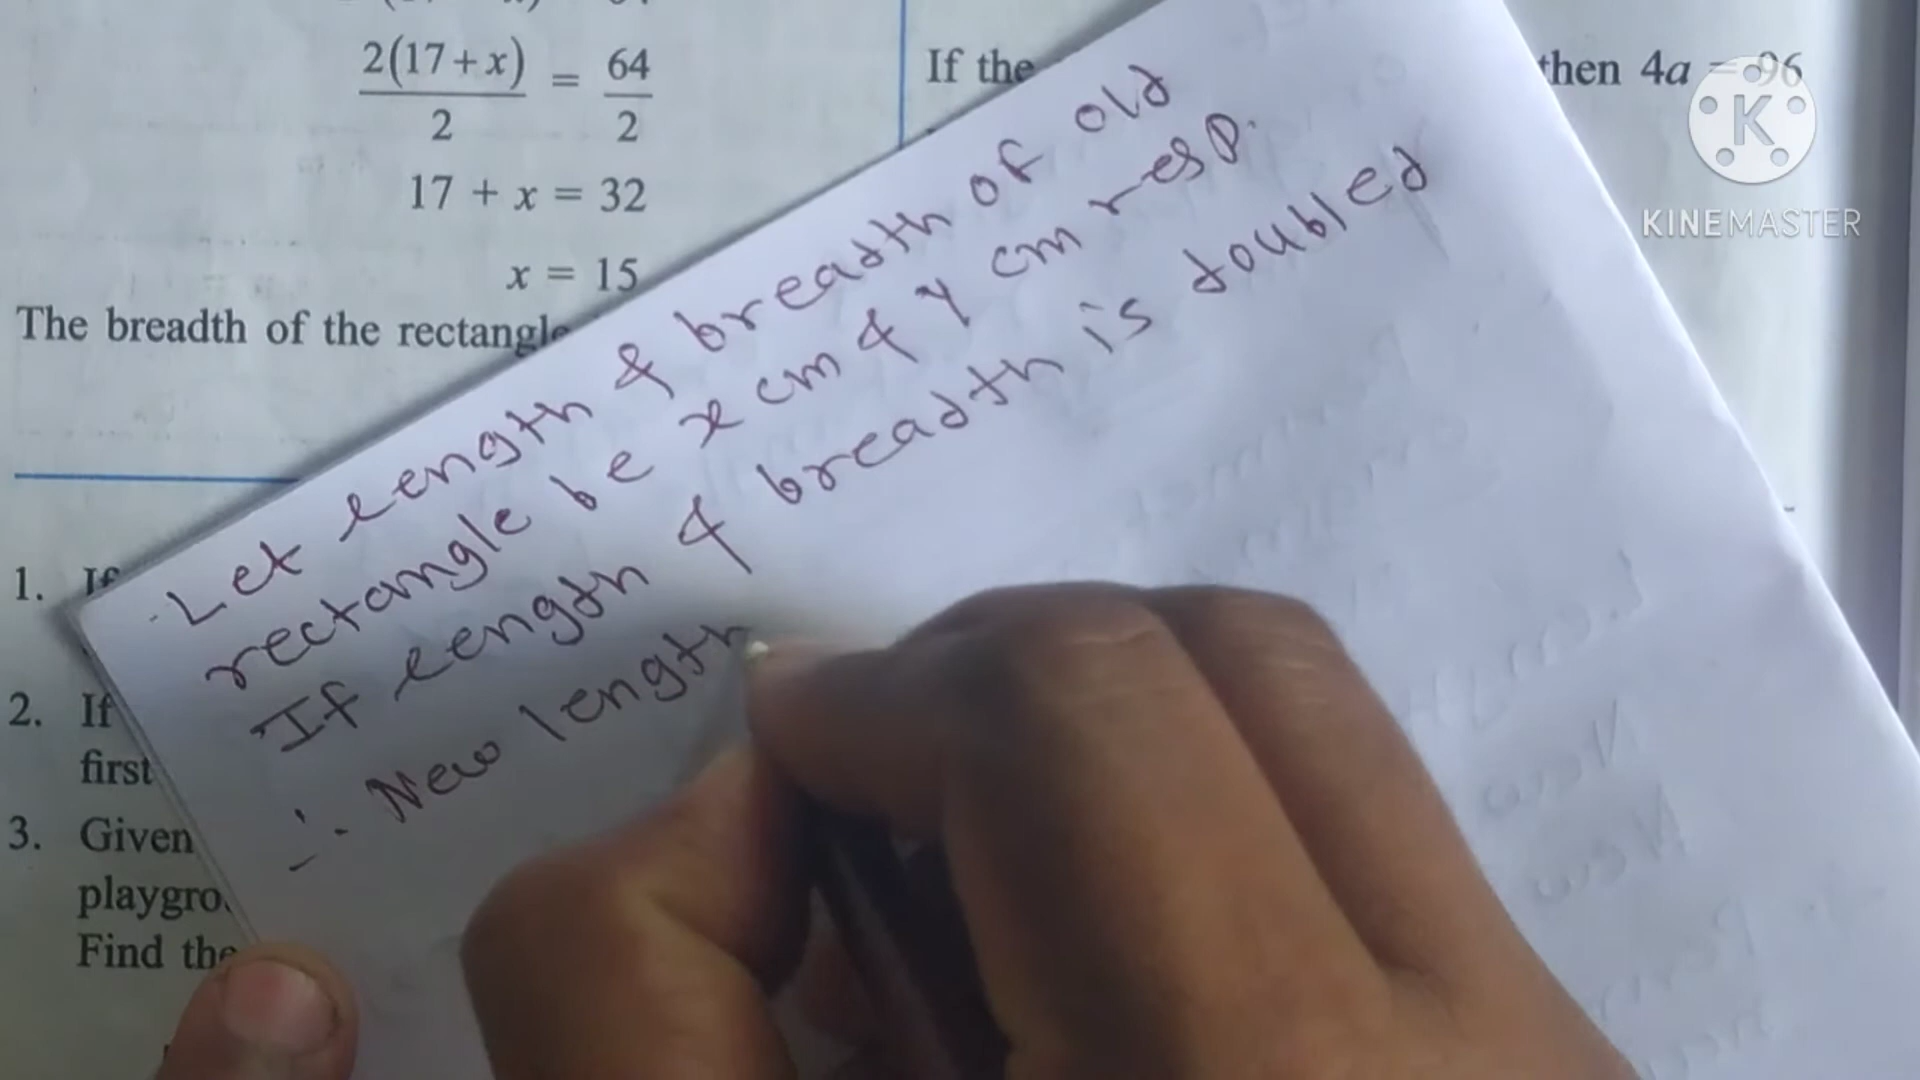 2(17+x) / 2 = 64 / 2
17 + x = 32
x = 15
The breadth of the rectangle
If the then 4a = 96
1. If
2. If
first
3. Given
Find the
Let length & breadth of old
rectangle be x cm & y cm resp.
If length & breadth is doubled
∴ New length
KINEMASTER